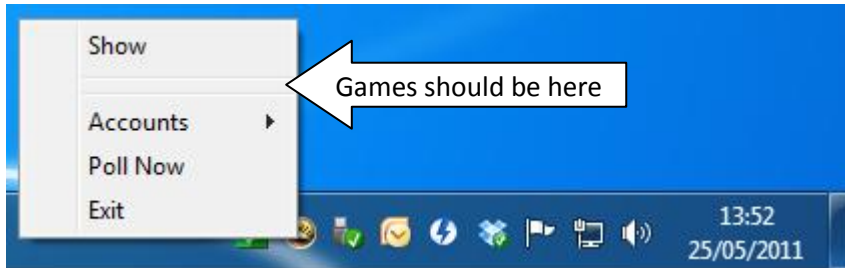 Show
Games should be here
Accounts
Poll Now
Exit
13:52
25/05/2011